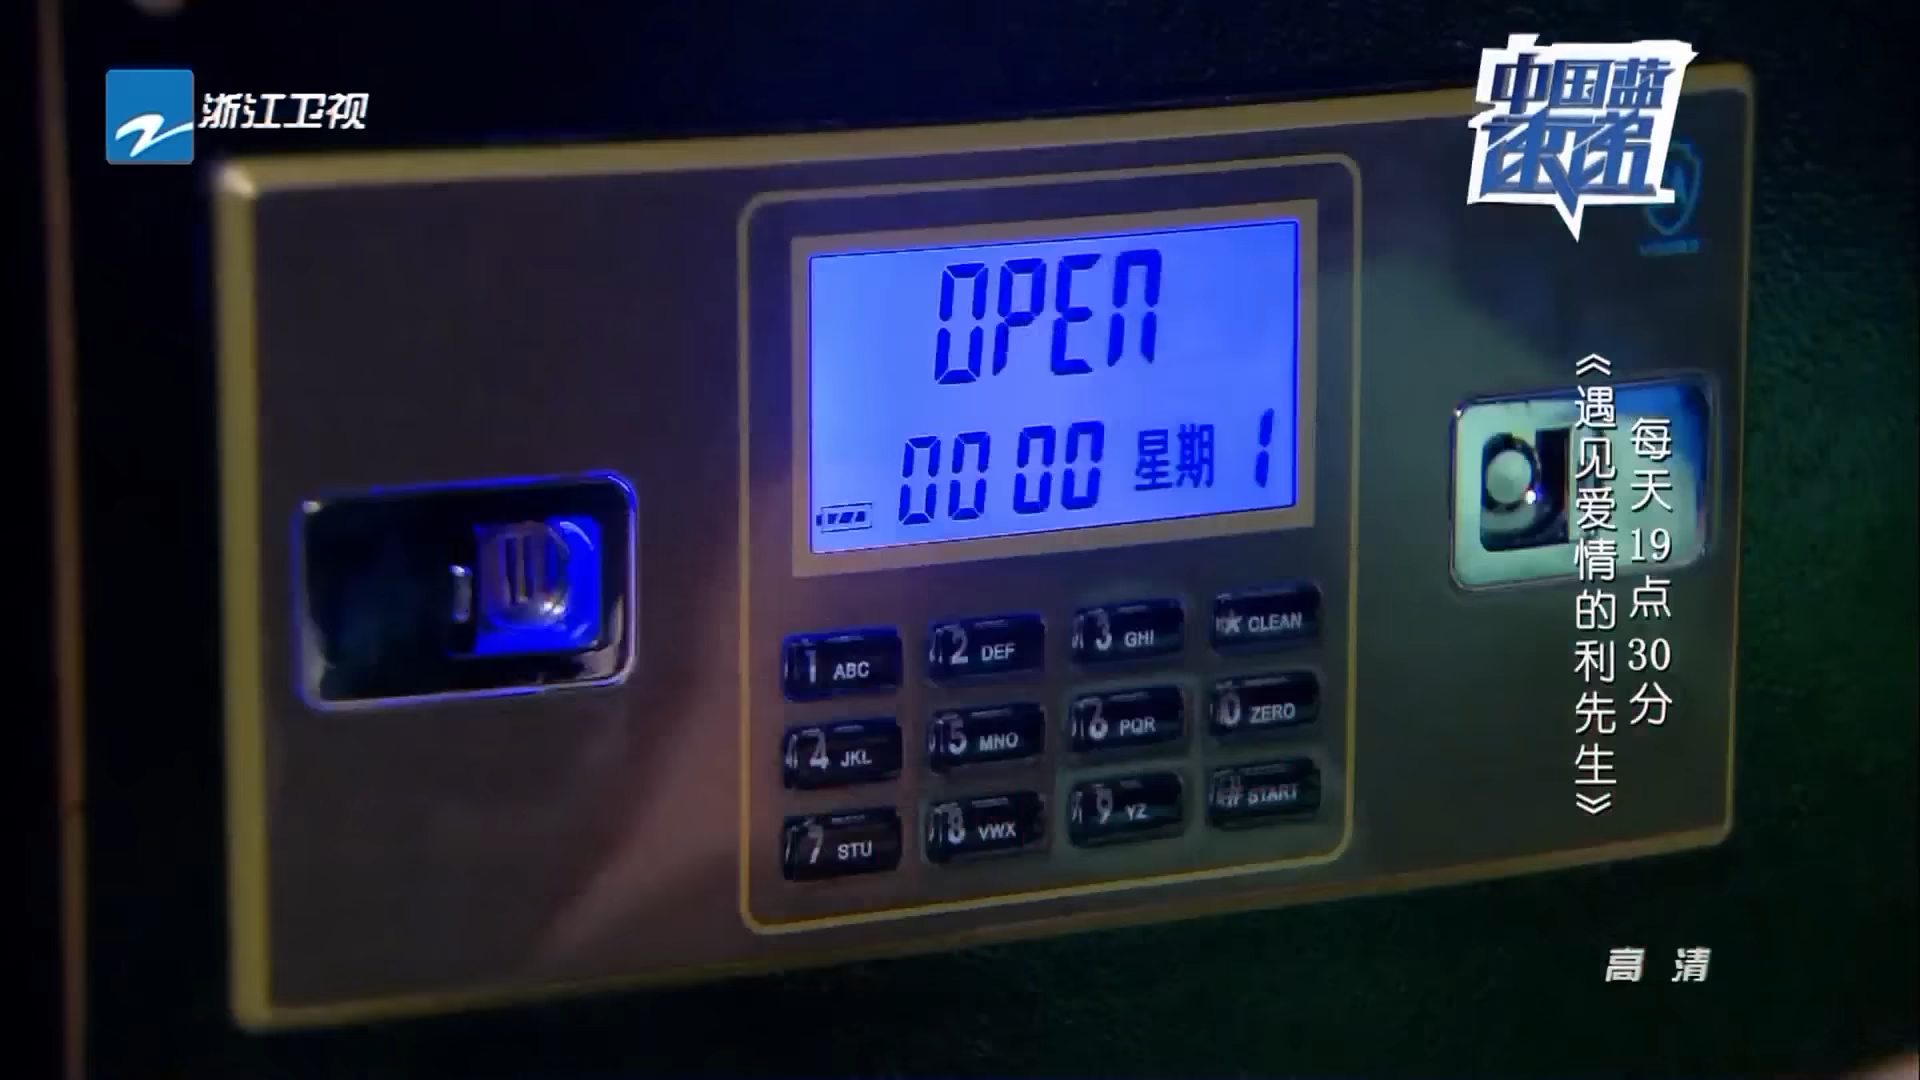 浙江卫视
中国蓝
速递
OPEN
00 00 星期 1
1 ABC
2 DEF
3 GHI
* CLEAN
4 JKL
5 MNO
6 PQR
0 ZERO
7 STU
8 VWX
9 YZ
# START
每天19点30分
《遇见爱情的利先生》
高清